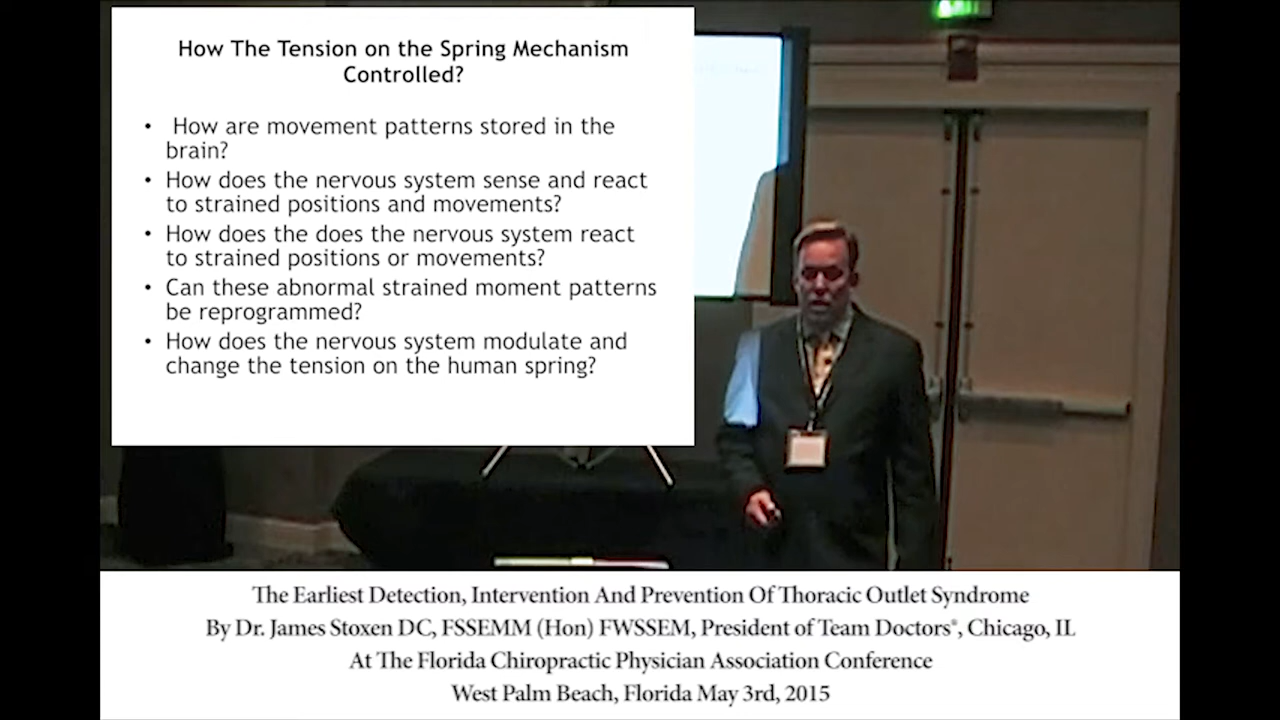 How The Tension on the Spring Mechanism
Controlled?
• How are movement patterns stored in the
brain?
• How does the nervous system sense and react
to strained positions and movements?
• How does the does the nervous system react
to strained positions or movements?
• Can these abnormal strained moment patterns
be reprogrammed?
• How does the nervous system modulate and
change the tension on the human spring?
The Earliest Detection, Intervention And Prevention Of Thoracic Outlet Syndrome
By Dr. James Stoxen DC, FSSEMM (Hon) FWSSEM, President of Team Doctors®, Chicago, IL
At The Florida Chiropractic Physician Association Conference
West Palm Beach, Florida May 3rd, 2015